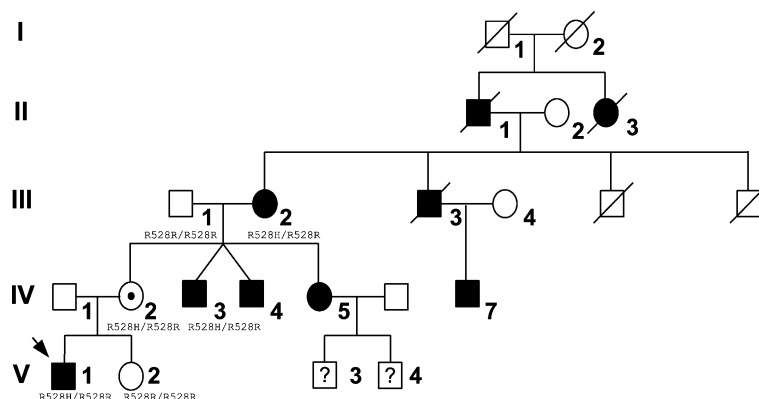 I
1 2
II
1 2 3
III
1 2 3 4
R528R/R528R R528H/R528R
IV
1 2 3 4 5 7
R528H/R528R R528H/R528R
V
1 2 ? 3 ? 4
R528H/R528R R528R/R528R